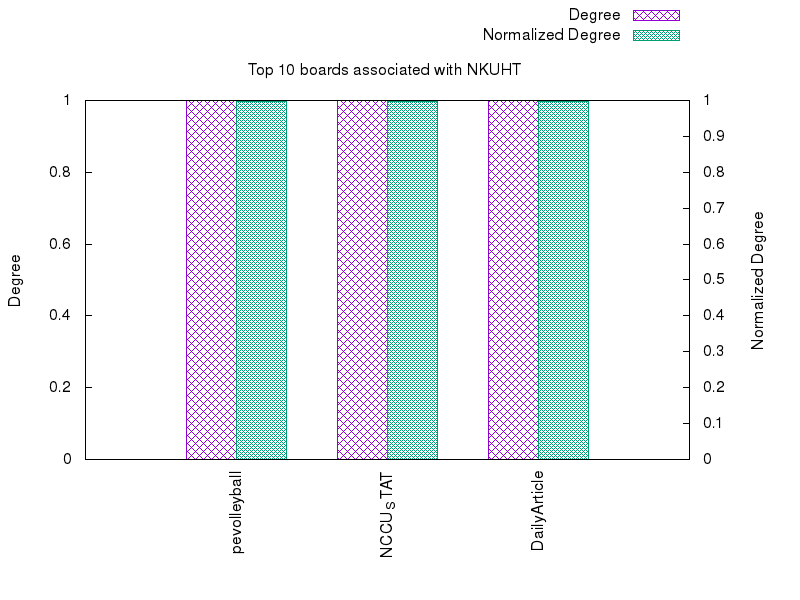 Degree
Normalized Degree
Top 10 boards associated with NKUHT
1
0.8
0.6
0.4
0.2
0
1
0.9
0.8
0.7
0.6
0.5
0.4
0.3
0.2
0.1
0
Degree
Normalized Degree
pevolleyball
NCCUSTAT
DailyArticle